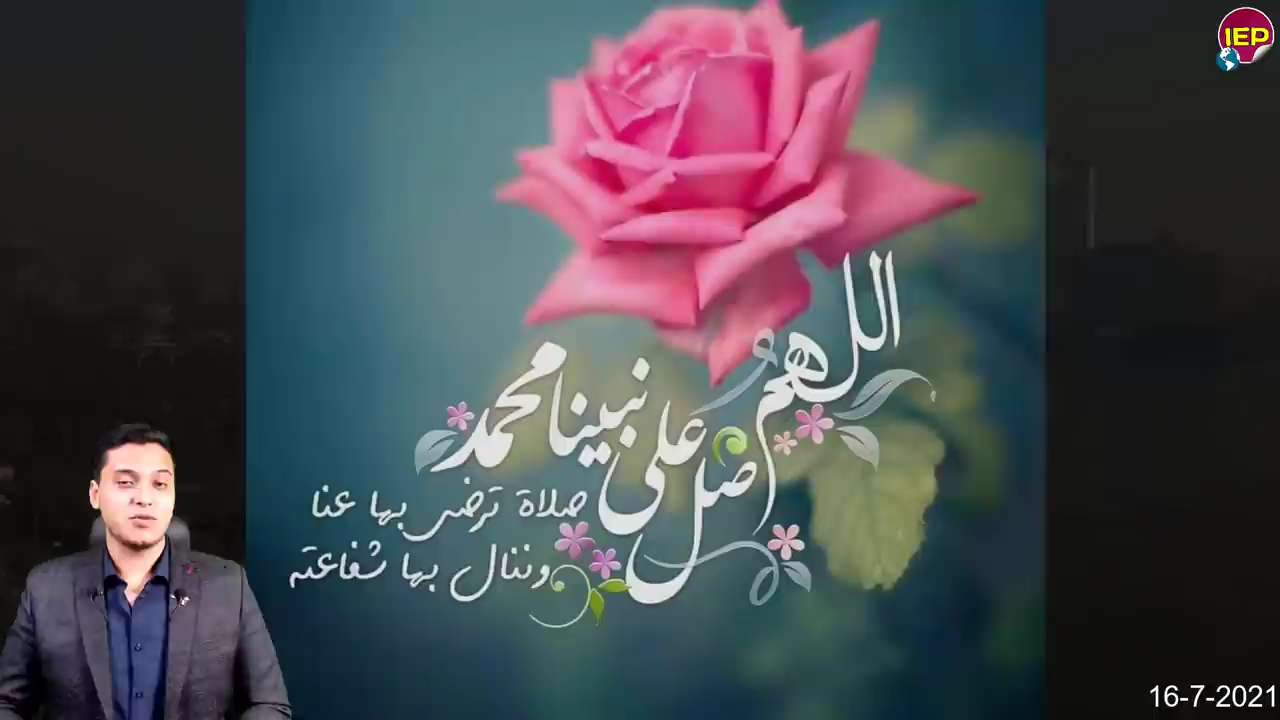 IEP
اللهم صل على نبينا محمد
صلاة ترضى بها عنا
وننال بها شفاعته
16-7-2021